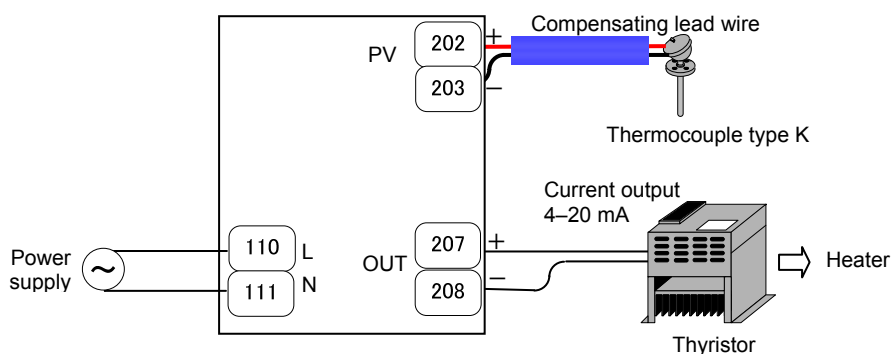 Compensating lead wire
+
202
PV
203
−
Thermocouple type K
Current output
4–20 mA
110
L
207
+
Power
supply
~
OUT
Heater
111
N
208
−
Thyristor